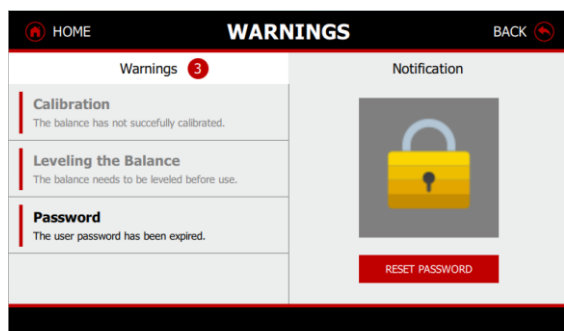 HOME
WARNINGS
BACK
Warnings 3
Notification
Calibration
The balance has not succefully calibrated.
Leveling the Balance
The balance needs to be leveled before use.
Password
The user password has been expired.
RESET PASSWORD